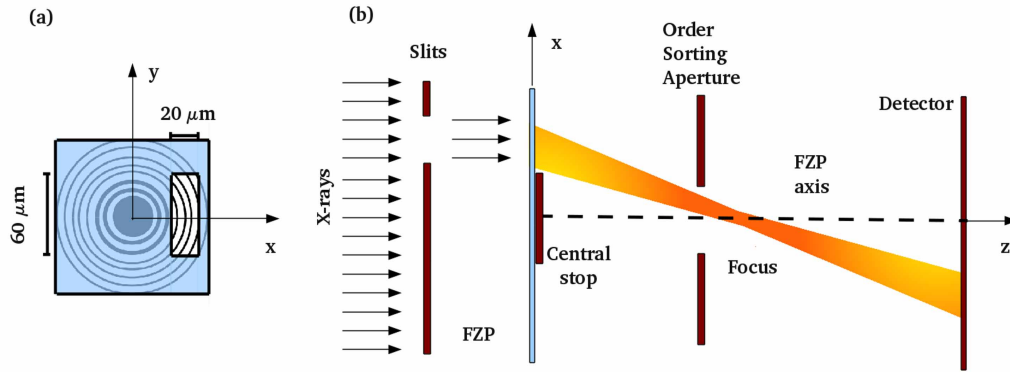 (a)
y
20 μm
60 μm
x
(b)
Slits
X-rays
FZP
x
Central
stop
Order
Sorting
Aperture
Focus
FZP
axis
Detector
z